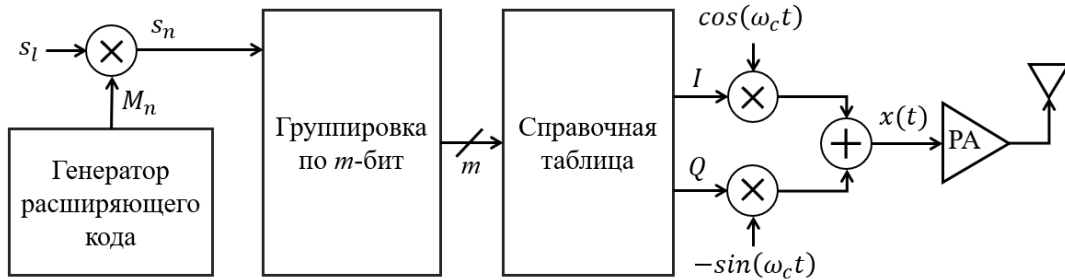 cos(ω_c t)
s_l
s_n
M_n
Генератор
расширяющего
кода
Группировка
по m-бит
m
Справочная
таблица
I
Q
-sin(ω_c t)
x(t)
PA